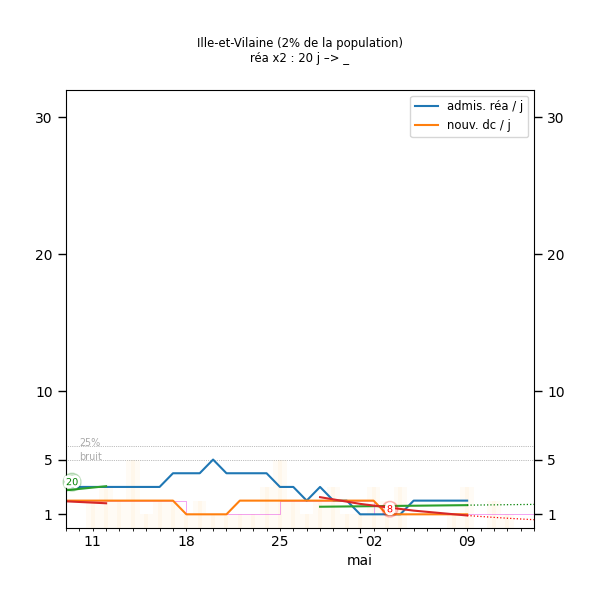 Ille-et-Vilaine (2% de la population)
réa x2 : 20 j –> _
admis. réa / j
nouv. dc / j
30 30
20 20
10 10
25%
bruit
5 5
20
8
1 1
11 18 25 02 09
mai